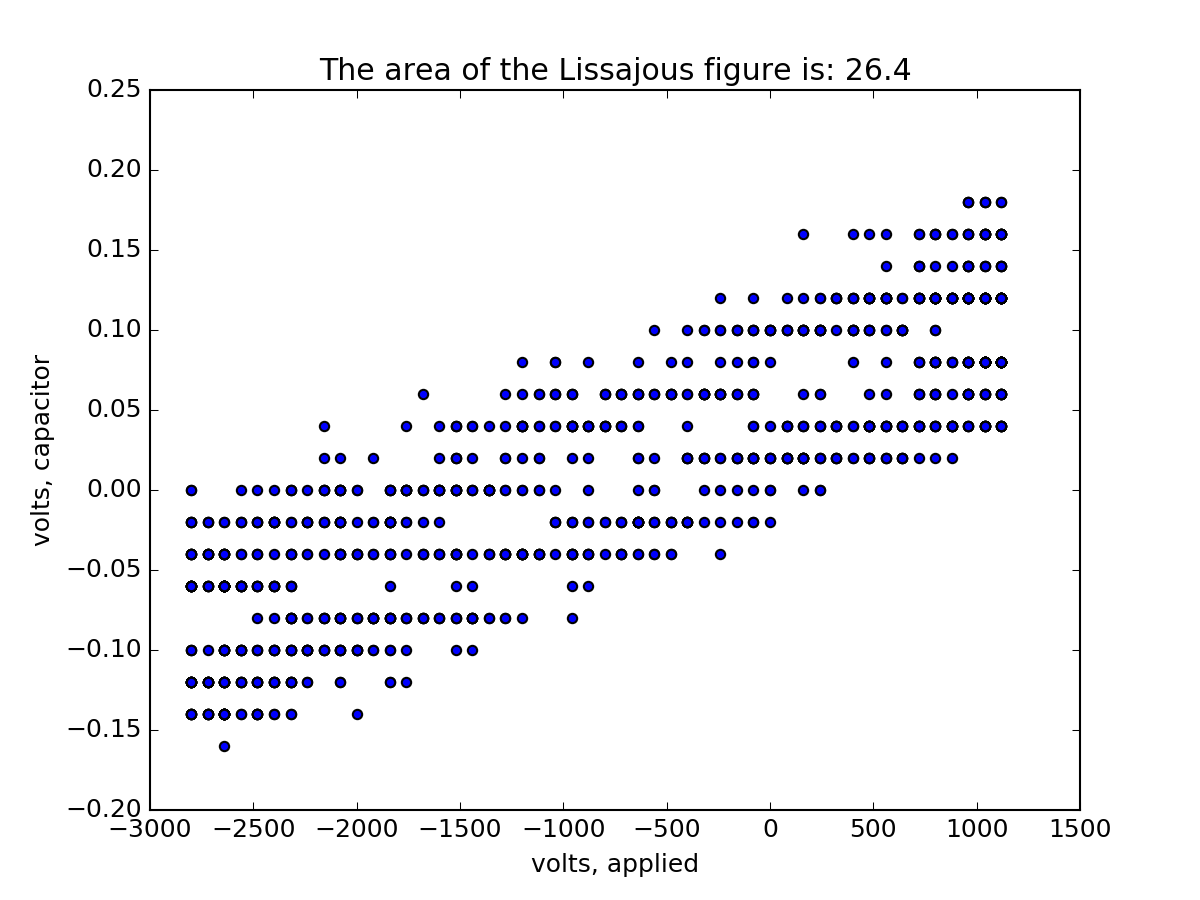 The area of the Lissajous figure is: 26.4
0.25
0.20
0.15
0.10
0.05
0.00
−0.05
−0.10
−0.15
−0.20
volts, capacitor
−3000 −2500 −2000 −1500 −1000 −500 0 500 1000 1500
volts, applied